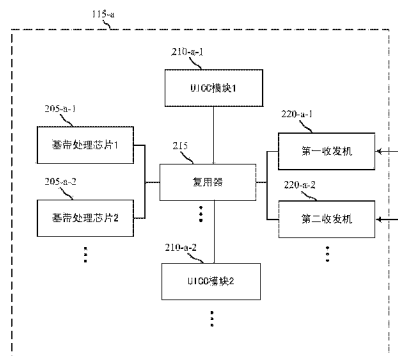 115-a
210-a-1
UICC模块1
205-a-1
基带处理芯片1
215
复用器
220-a-1
第一收发机
205-a-2
基带处理芯片2
220-a-2
第二收发机
210-a-2
UICC模块2